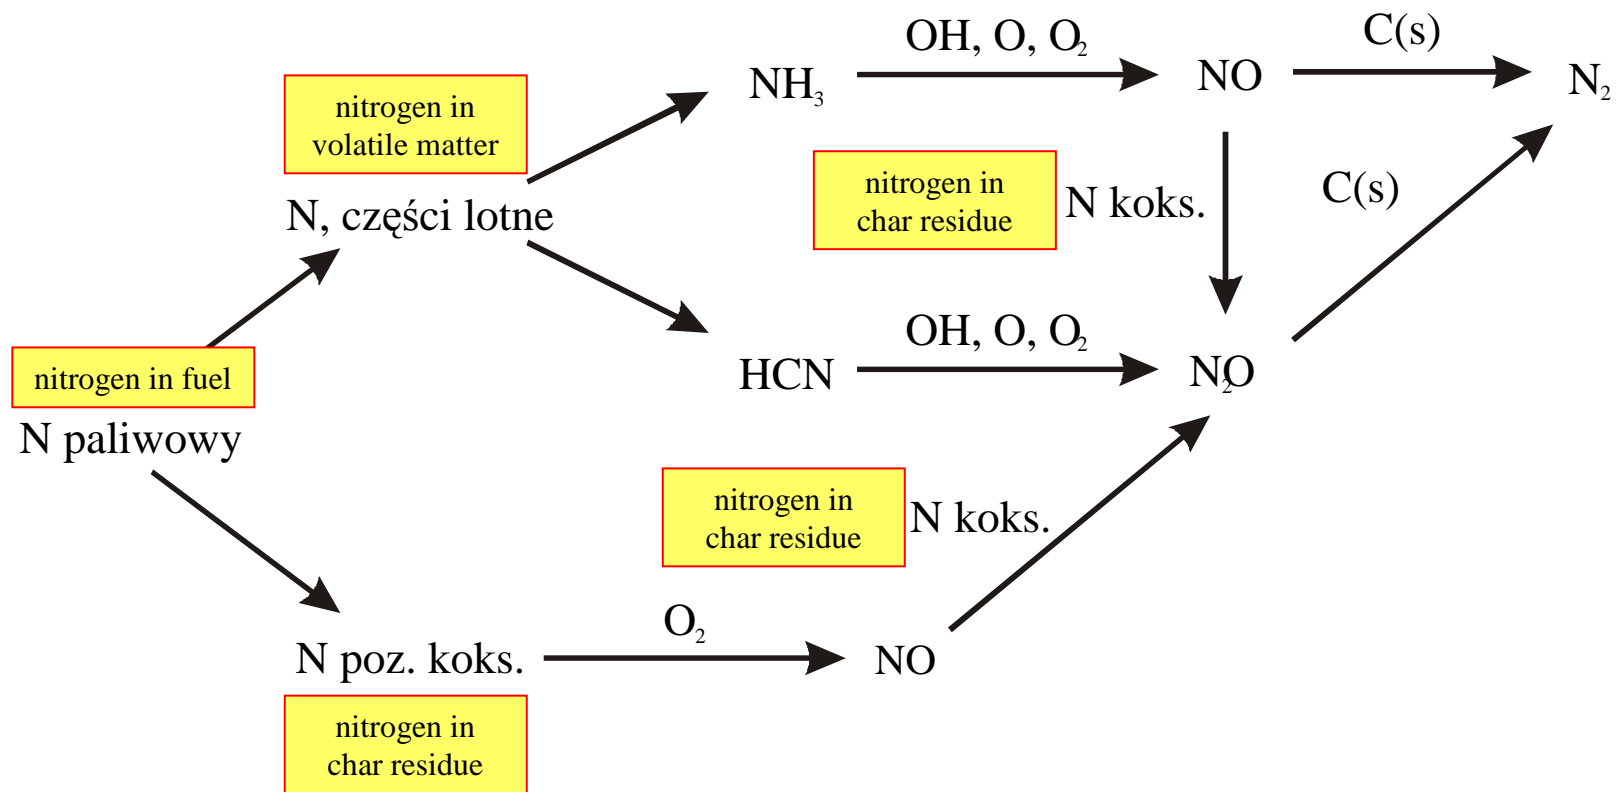 OH, O, O₂
C(s)
nitrogen in
volatile matter
NH₃
NO
N₂
nitrogen in
char residue
N koks.
C(s)
N, części lotne
OH, O, O₂
nitrogen in fuel
HCN
N₂O
N paliwowy
nitrogen in
char residue
N koks.
O₂
N poz. koks.
NO
nitrogen in
char residue